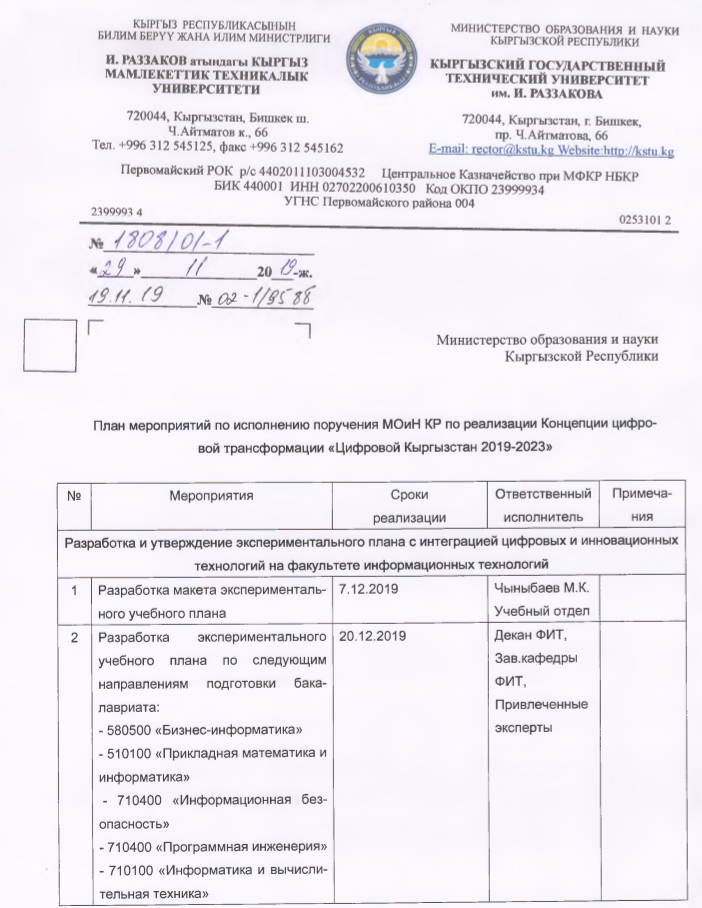 КЫРГЫЗ РЕСПУБЛИКАСЫНЫН
БИЛИМ БЕРҮҮ ЖАНА ИЛИМ МИНИСТРЛИГИ
И. РАЗЗАКОВ атындагы КЫРГЫЗ
МАМЛЕКЕТТИК ТЕХНИКАЛЫК
УНИВЕРСИТЕТИ
720044, Кыргызстан, Бишкек ш.
Ч.Айтматов к., 66
Тел. +996 312 545125, факс +996 312 545162
МИНИСТЕРСТВО ОБРАЗОВАНИЯ И НАУКИ
КЫРГЫЗСКОЙ РЕСПУБЛИКИ
КЫРГЫЗСКИЙ ГОСУДАРСТВЕННЫЙ
ТЕХНИЧЕСКИЙ УНИВЕРСИТЕТ
им. И. РАЗЗАКОВА
720044, Кыргызстан, г. Бишкек,
пр. Ч.Айтматова, 66
E-mail: rector@kstu.kg Website:http://kstu.kg
Первомайский РОК р/с 4402011103004532 Центральное Казначейство при МФКР НБКР
БИК 440001 ИНН 02702200610350 Код ОКПО 23999934
УГНС Первомайского района 004
2399993 4
0253101 2
№ 1808/01-1
«29» 11 2019-ж.
19.11.19 № 02-1/9588
Министерство образования и науки
Кыргызской Республики
План мероприятий по исполнению поручения МОиН КР по реализации Концепции цифро-
вой трансформации «Цифровой Кыргызстан 2019-2023»
№ Мероприятия Сроки Ответственный Примеча-
реализации исполнитель ния
Разработка и утверждение экспериментального плана с интеграцией цифровых и инновационных
технологий на факультете информационных технологий
1 Разработка макета эксперименталь- 7.12.2019 Чыныбаев М.К.
ного учебного плана Учебный отдел
2 Разработка экспериментального 20.12.2019 Декан ФИТ,
учебного плана по следующим Зав.кафедры
направлениям подготовки бака- ФИТ,
лавриата: Привлеченные
- 580500 «Бизнес-информатика» эксперты
- 510100 «Прикладная математика и
информатика»
- 710400 «Информационная без-
опасность»
- 710400 «Программная инженерия»
- 710100 «Информатика и вычисли-
тельная техника»